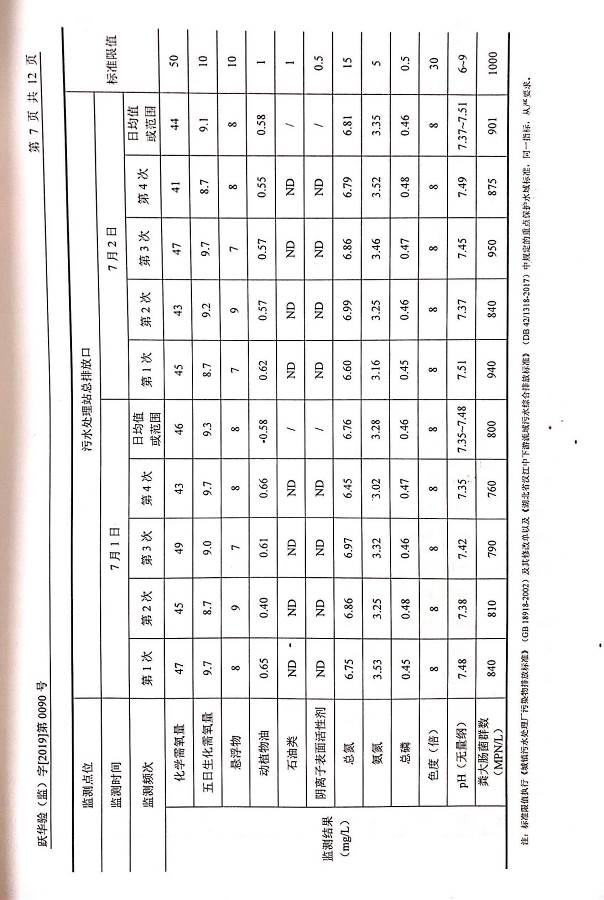 跃华验（监）字[2019]第 0090 号 第 7 页 共 12 页
监测点位 污水处理站总排放口 标准限值
监测时间 7 月 1 日 7 月 2 日
监测频次 第 1 次 第 2 次 第 3 次 第 4 次 日均值或范围 第 1 次 第 2 次 第 3 次 第 4 次 日均值或范围
监测结果（mg/L）
化学需氧量 47 45 49 43 46 45 43 47 41 44 50
五日生化需氧量 9.7 8.7 9.0 9.7 9.3 8.7 9.2 9.7 8.7 9.1 10
悬浮物 8 9 7 8 8 7 9 7 8 8 10
动植物油 0.65 0.40 0.61 0.66 0.58 0.62 0.57 0.57 0.55 0.58 1
石油类 ND ND ND ND / ND ND ND ND / 1
阴离子表面活性剂 ND ND ND ND / ND ND ND ND / 0.5
总氮 6.75 6.86 6.97 6.45 6.76 6.60 6.99 6.86 6.79 6.81 15
氨氮 3.53 3.25 3.32 3.02 3.28 3.16 3.25 3.46 3.52 3.35 5
总磷 0.45 0.48 0.46 0.47 0.46 0.45 0.46 0.47 0.48 0.46 0.5
色度（倍） 8 8 8 8 8 8 8 8 8 8 30
pH（无量纲） 7.48 7.38 7.42 7.35 7.35~7.48 7.51 7.37 7.45 7.49 7.37~7.51 6~9
粪大肠菌群数（MPN/L） 840 810 790 760 800 940 840 950 875 901 1000
注：标准限值执行《城镇污水处理厂污染物排放标准》（GB 18918-2002）及其修改单以及《湖北省汉江中下游流域污水综合排放标准》（DB 42/1318-2017）中规定的重点保护水域标准，同一指标，从严要求。